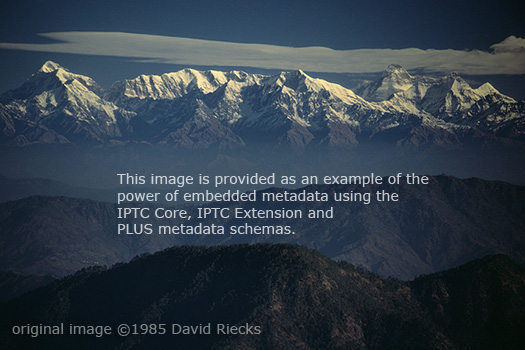 This image is provided as an example of the
power of embedded metadata using the
IPTC Core, IPTC Extension and
PLUS metadata schemas.
original image ©1985 David Riecks